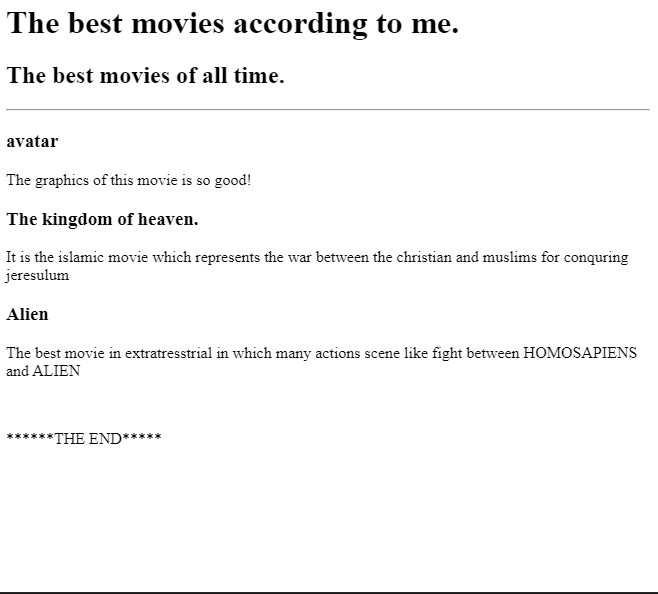 The best movies according to me.
The best movies of all time.
avatar
The graphics of this movie is so good!
The kingdom of heaven.
It is the islamic movie which represents the war between the christian and muslims for conquring
jeresulum
Alien
The best movie in extratresstrial in which many actions scene like fight between HOMOSAPIENS
and ALIEN
******THE END*****